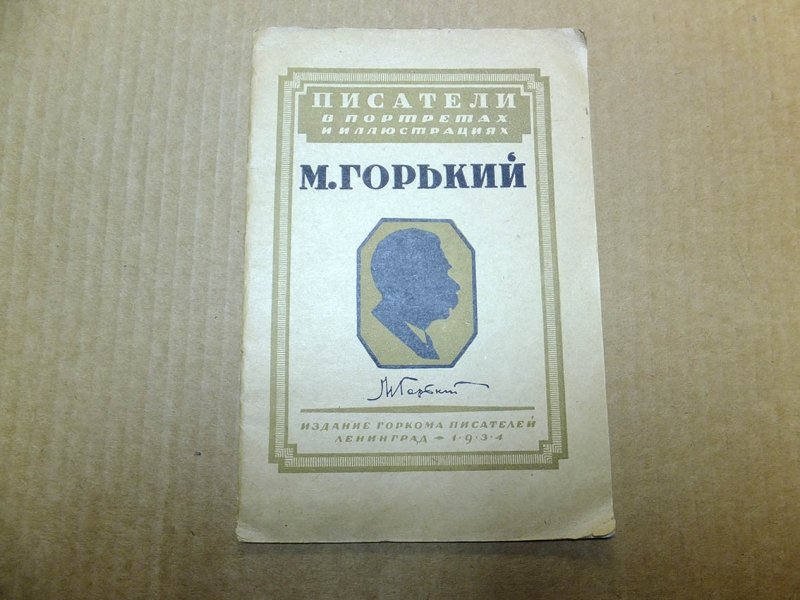 ПИСАТЕЛИ
В ПОРТРЕТАХ
И ИЛЛЮСТРАЦИЯХ
М.ГОРЬКИЙ
М.Горький
ИЗДАНИЕ ГОРКОМА ПИСАТЕЛЕЙ
ЛЕНИНГРАД – 1·9·3·4